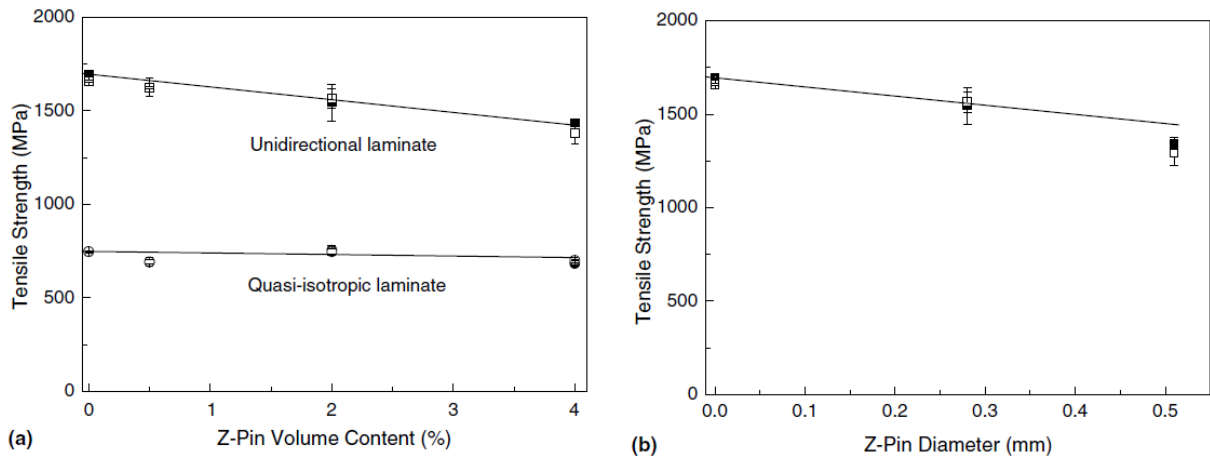 2000
1500
1000
500
0
Tensile Strength (MPa)
Unidirectional laminate
Quasi-isotropic laminate
0 1 2 3 4
(a) Z-Pin Volume Content (%)
2000
1500
1000
500
0
Tensile Strength (MPa)
0.0 0.1 0.2 0.3 0.4 0.5
(b) Z-Pin Diameter (mm)